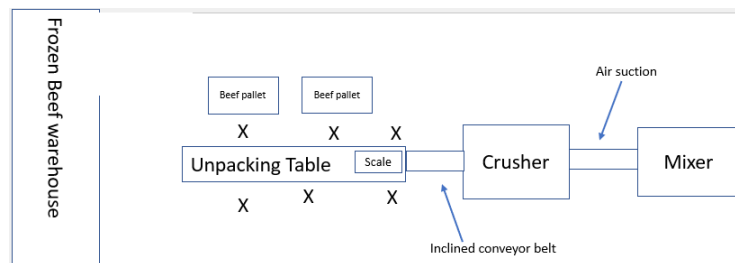 Frozen Beef warehouse
Air suction
Beef pallet
Beef pallet
X
X
X
Unpacking Table
Scale
Crusher
Mixer
X
X
X
Inclined conveyor belt